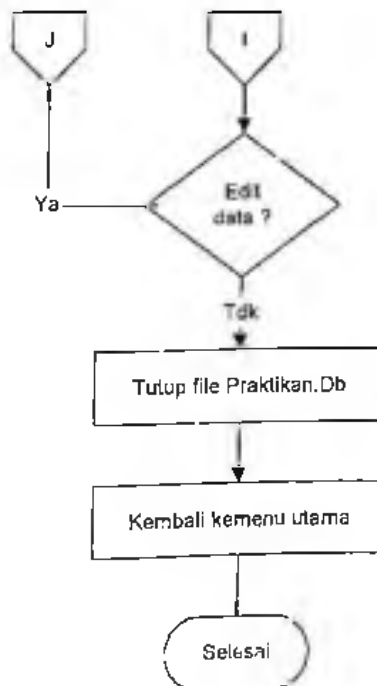 J
I
Edit
data ?
Ya
Tdk
Tutup file Praktikan.Db
Kembali kemenu utama
Selesai